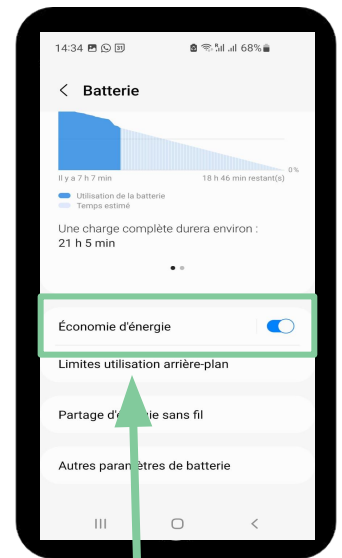 14:34 31 68%
Batterie
0%
Il y a 7 h 7 min 18 h 46 min restant(s)
Utilisation de la batterie
Temps estimé
Une charge complète durera environ :
21 h 5 min
Économie d'énergie
Limites utilisation arrière-plan
Partage d' ie sans fil
Autres paramètres de batterie